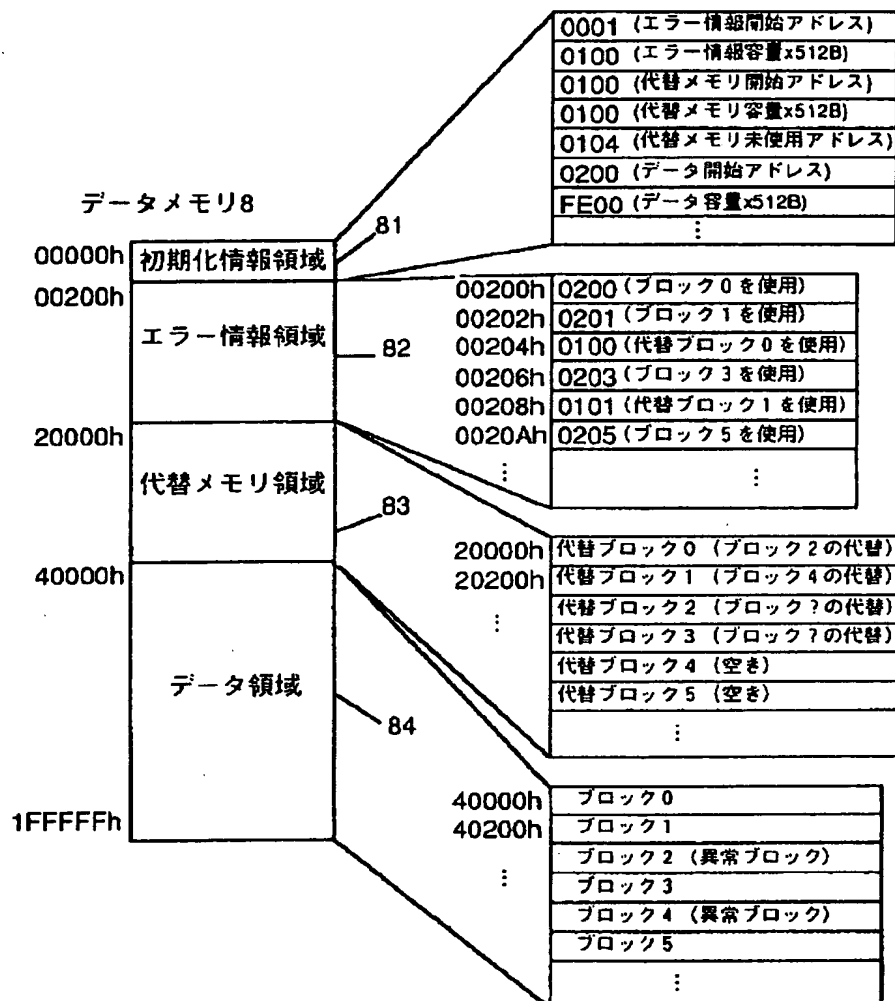 0001 (エラー情報開始アドレス)
0100 (エラー情報容量x512B)
0100 (代替メモリ開始アドレス)
0100 (代替メモリ容量x512B)
0104 (代替メモリ未使用アドレス)
0200 (データ開始アドレス)
FE00 (データ容量x512B)
⋮
データメモリ8
81
00000h 初期化情報領域
00200h
エラー情報領域
82
20000h
代替メモリ領域
83
40000h
データ領域
84
1FFFFFh
00200h 0200 (ブロック0を使用)
00202h 0201 (ブロック1を使用)
00204h 0100 (代替ブロック0を使用)
00206h 0203 (ブロック3を使用)
00208h 0101 (代替ブロック1を使用)
0020Ah 0205 (ブロック5を使用)
⋮ ⋮
20000h 代替ブロック0 (ブロック2の代替)
20200h 代替ブロック1 (ブロック4の代替)
代替ブロック2 (ブロック?の代替)
⋮
代替ブロック3 (ブロック?の代替)
代替ブロック4 (空き)
代替ブロック5 (空き)
⋮
40000h ブロック0
40200h ブロック1
ブロック2 (異常ブロック)
⋮
ブロック3
ブロック4 (異常ブロック)
ブロック5
⋮